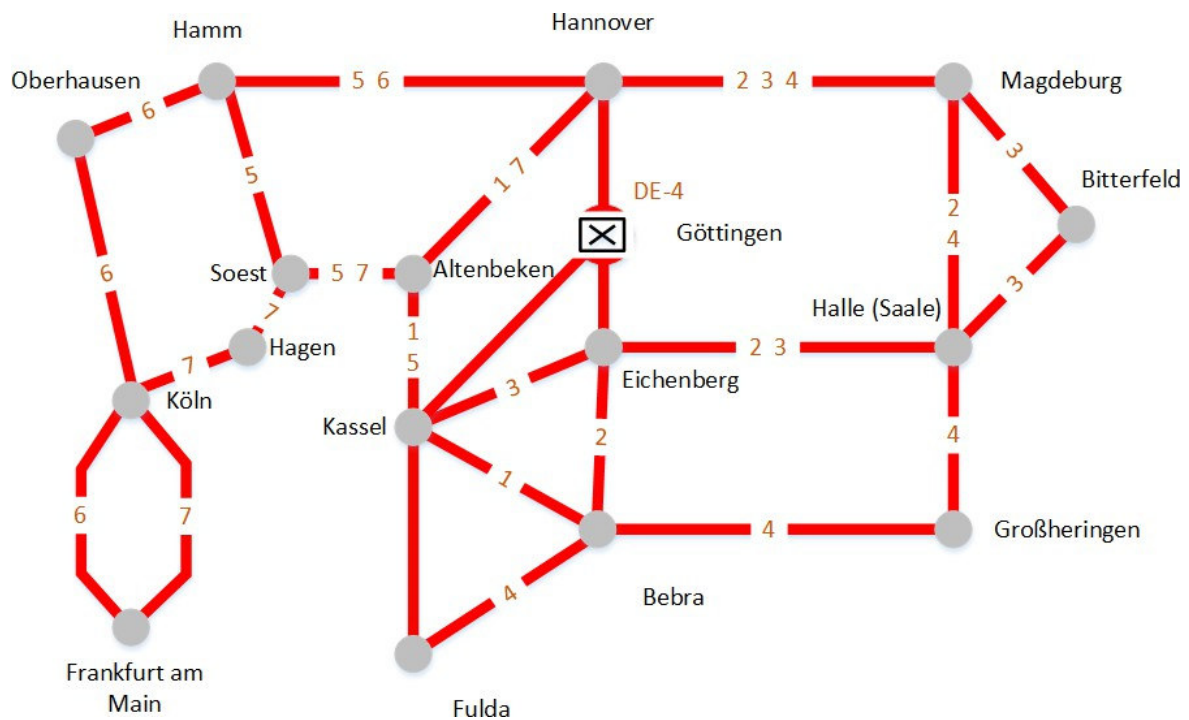 Hannover
Hamm
Oberhausen
5 6
2 3 4
Magdeburg
6
3
1 7
5
Bitterfeld
DE-4
2
4
Göttingen
6
Soest
5 7
Altenbeken
3
7
1
5
Halle (Saale)
Hagen
2 3
7
3
Eichenberg
Köln
Kassel
2
4
1
6
7
4
Großheringen
4
Bebra
Frankfurt am
Main
Fulda